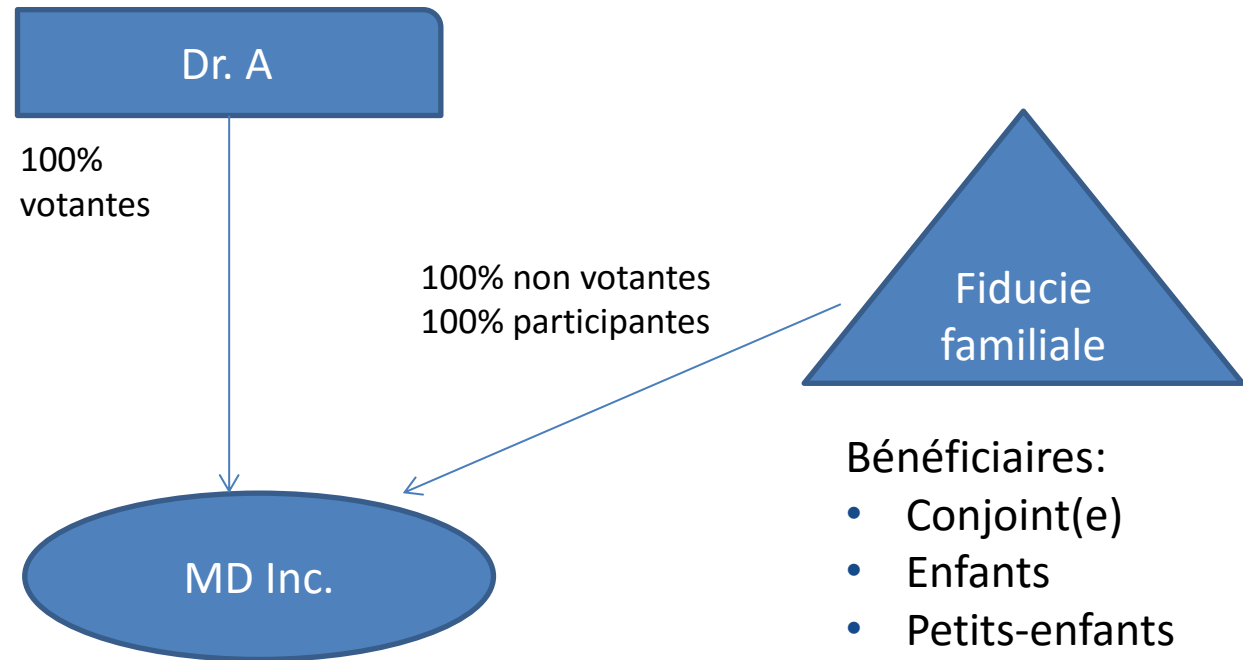 Dr. A
100%
votantes
100% non votantes
100% participantes
Fiducie
familiale
MD Inc.
Bénéficiaires:
• Conjoint(e)
• Enfants
• Petits-enfants